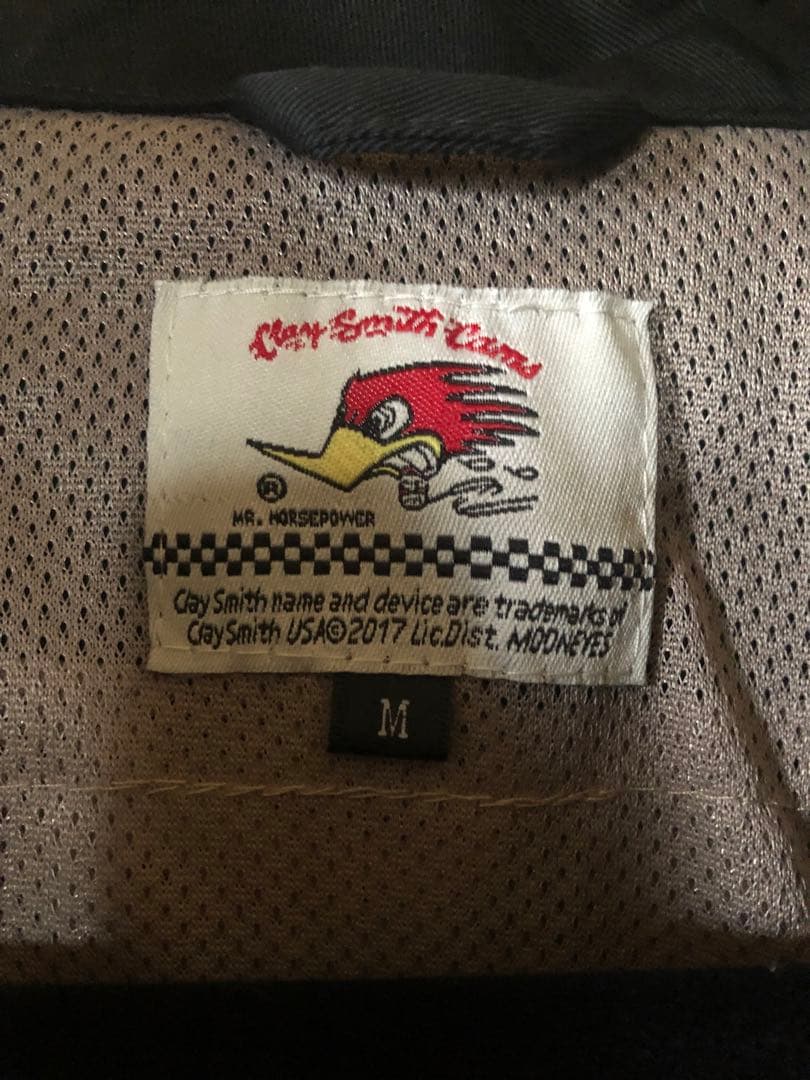 Clay Smith Cams
®
MR. HORSEPOWER
Clay Smith name and device are trademarks of
Clay Smith USA©2017 Lic.Dist. MOONEYES
M